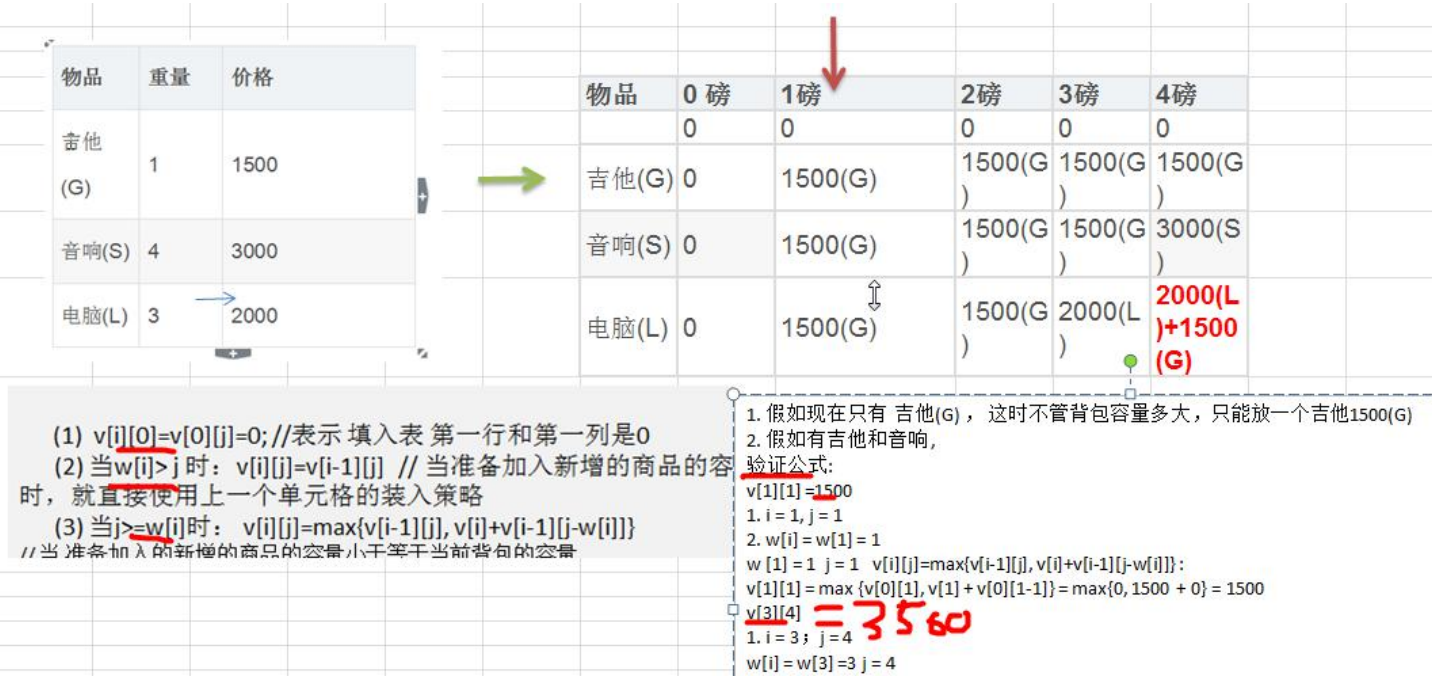 物品 重量 价格
吉他
(G) 1 1500
音响(S) 4 3000
电脑(L) 3 2000
物品 0 磅 1磅 2磅 3磅 4磅
0 0 0 0 0
吉他(G) 0 1500(G) 1500(G) 1500(G) 1500(G)
音响(S) 0 1500(G) 1500(G) 1500(G) 3000(S)
电脑(L) 0 1500(G) 1500(G) 2000(L) 2000(L)+1500(G)
(1) v[i][0]=v[0][j]=0; //表示 填入表 第一行和第一列是0
(2) 当w[i]> j 时：v[i][j]=v[i-1][j] // 当准备加入新增的商品的容
时，就直接使用上一个单元格的装入策略
(3) 当j>=w[i]时： v[i][j]=max{v[i-1][j], v[i]+v[i-1][j-w[i]]}
// 当 准备加入的新增的商品的容量小于等于当前背包的容量
1. 假如现在只有 吉他(G)， 这时不管背包容量多大，只能放一个吉他1500(G)
2. 假如有吉他和音响,
验证公式:
v[1][1] =1500
1. i = 1, j = 1
2. w[i] = w[1] = 1
w [1] = 1 j = 1 v[i][j]=max{v[i-1][j], v[i]+v[i-1][j-w[i]]} :
v[1][1] = max {v[0][1], v[1] + v[0][1-1]} = max{0, 1500 + 0} = 1500
v[3][4] = 3500
1. i = 3；j = 4
w[i] = w[3] =3 j = 4